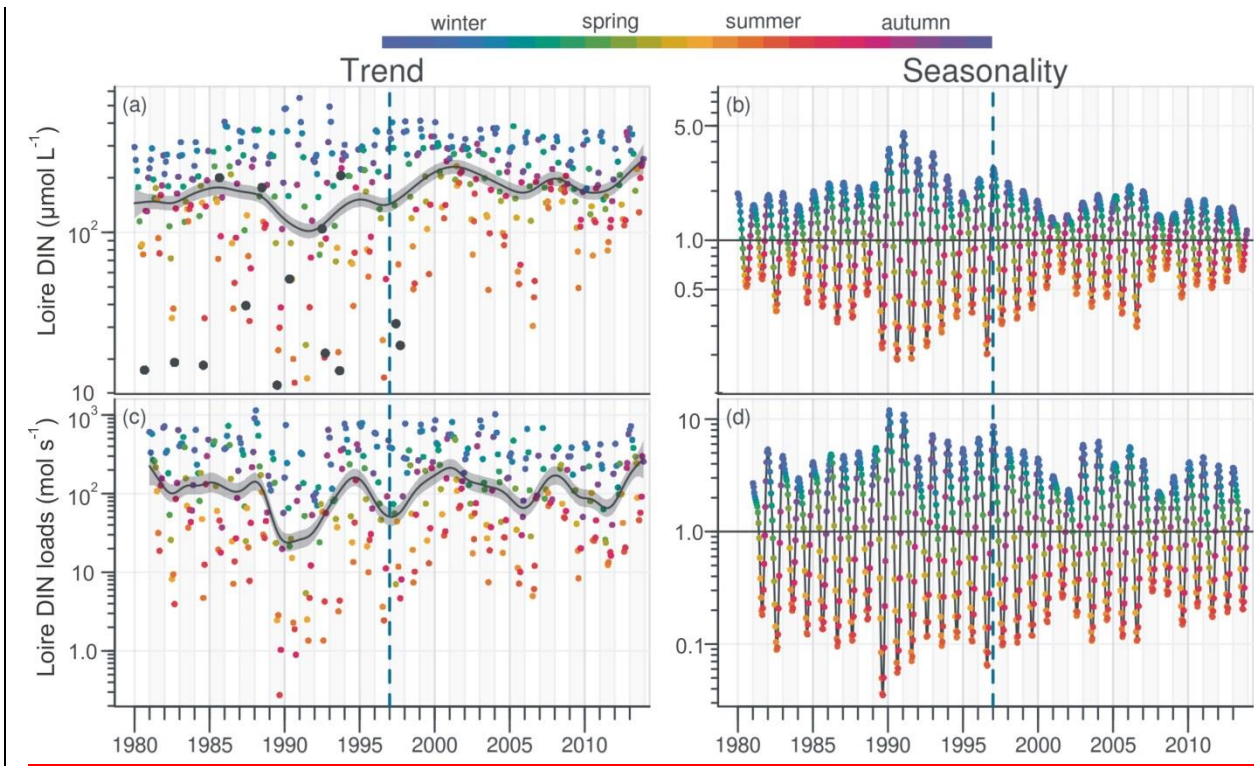 winter spring summer autumn
Trend Seasonality
(a) (b)
Loire DIN (µmol L⁻¹)
10²
10
5.0
1.0
0.5
(c) (d)
Loire DIN loads (mol s⁻¹)
10³
10²
10
1.0
10
1.0
0.1
1980 1985 1990 1995 2000 2005 2010
1980 1985 1990 1995 2000 2005 2010